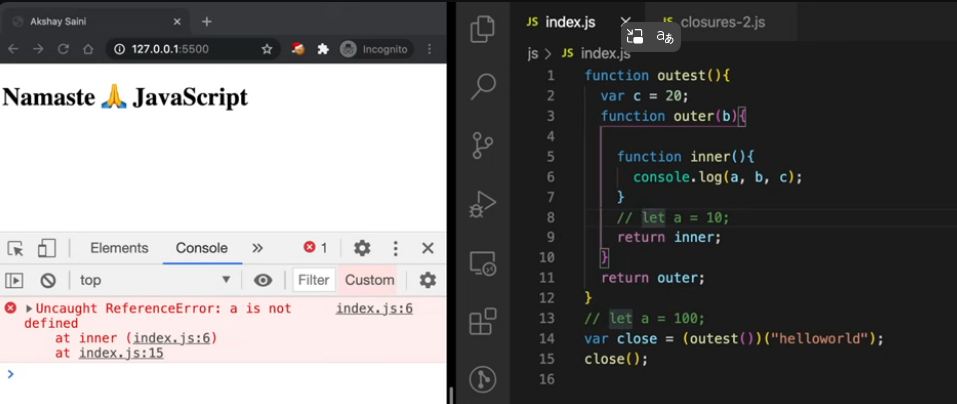 Akshay Saini
127.0.0.1:5500
Incognito
Namaste 🙏 JavaScript
Elements
Console
1
top
Filter
Custom
Uncaught ReferenceError: a is not index.js:6
defined
at inner (index.js:6)
at index.js:15
JS index.js
JS closures-2.js
js > JS index.js
1 function outest(){
2 var c = 20;
3 function outer(b){
4
5 function inner(){
6 console.log(a, b, c);
7 }
8 // let a = 10;
9 return inner;
10 }
11 return outer;
12 }
13 // let a = 100;
14 var close = (outest())("helloworld");
15 close();
16